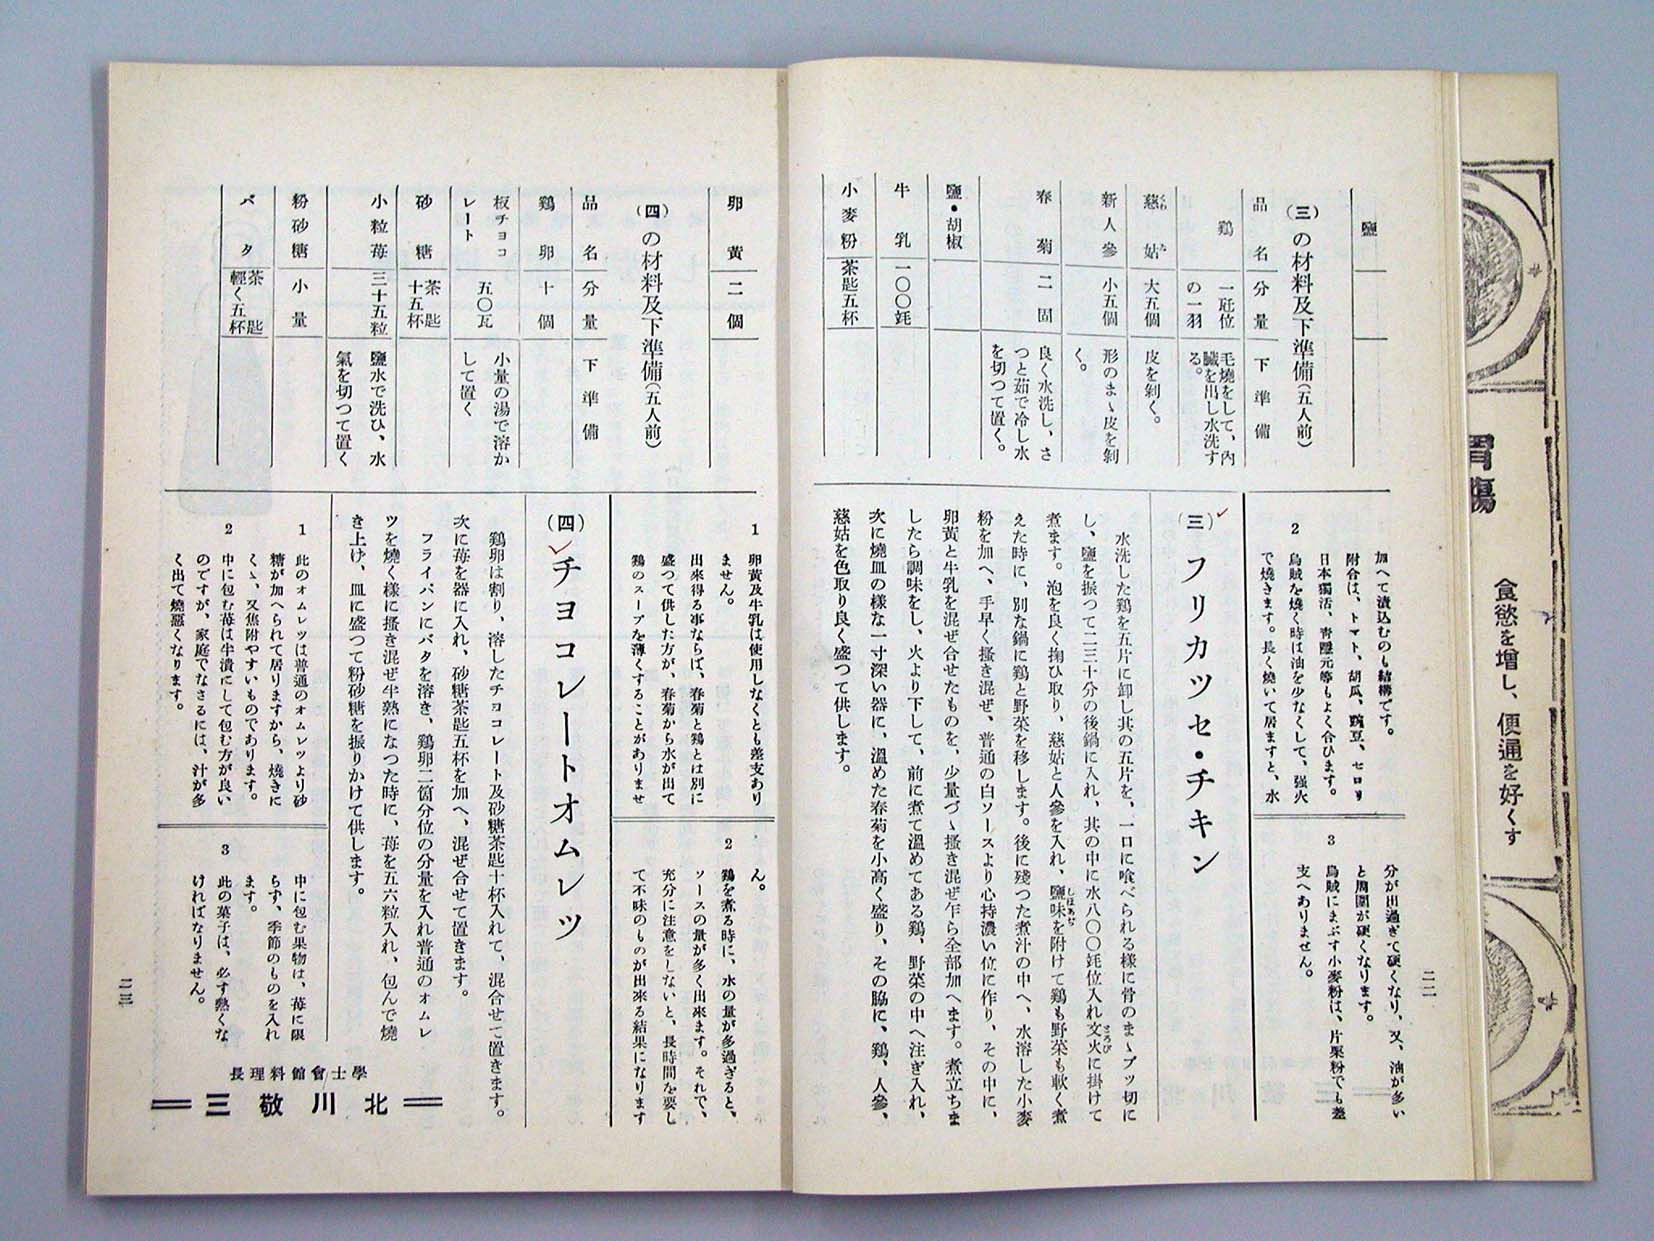 胃腸
食慾を增し、便通を好くす
鹽
(三)の材料及下準備(五人前)
品名 分量 下準備
鶏 一瓩位の一羽 毛燒をして、內臟を出し水洗する。
慈姑 大五個 皮を剝く。
新人參 小五個 形のまゝ皮を剝く。
春菊 二固 良く水洗し、さつと茹で冷し水を切つて置く。
鹽・胡椒
牛乳 一〇〇竓
小麥粉 茶匙五杯
加へて漬込むのも結構です。
附合は、トマト、胡瓜、豌豆、セロリ
日本獨活、靑隱元等もよく合ひます。
2 烏賊を燒く時は油を少なくして、强火
で燒きます。長く燒いて居ますと、水
分が出過ぎて硬くなり、又、油が多い
と周圍が硬くなります。
3 烏賊にまぶす小麥粉は、片栗粉でも差
支へありません。
(三)フリカツセ・チキン
水洗した鶏を五片に卸し其の五片を、一口に喰べられる樣に骨のまゝブツ切に
し、鹽を振つて二三十分の後鍋に入れ、其の中に水八〇〇竓位入れ文火に掛けて
煮ます。泡を良く掬ひ取り、慈姑と人參を入れ、鹽味を附けて鶏も野菜も軟く煮
えた時に、別な鍋に鶏と野菜を移します。後に殘つた煮汁の中へ、水溶した小麥
粉を加へ、手早く搔き混ぜ、普通の白ソースより心持濃い位に作り、その中に、
卵黃と牛乳を混ぜ合せたものを、少量づゝ搔き混ぜ乍ら全部加へます。煮立ちま
したら調味をし、火より下して、前に煮て溫めてある鶏、野菜の中へ注ぎ入れ、
次に燒皿の樣な一寸深い器に、溫めた春菊を小高く盛り、その脇に、鶏、人參、
慈姑を色取り良く盛つて供します。
二二
卵黃 二個
(四)の材料及下準備(五人前)
品名 分量 下準備
鶏卵 十個
板チョコレート 五〇瓦 小量の湯で溶かして置く
砂糖 茶匙十五杯
小粒苺 三十五粒 鹽水で洗ひ、水氣を切つて置く
粉砂糖 小量
バタ 茶匙輕く五杯
1 卵黃及牛乳は使用しなくとも差支あり
ません。
出來得る事ならば、春菊と鶏とは別に
盛つて供した方が、春菊から水が出て
鶏のスープを薄くすることがありませ
ん。
2 鶏を煮る時に、水の量が多過ぎると、
ソースの量が多く出來ます。それで、
充分に注意をしないと、長時間を要し
て不味のものが出來る結果になります
(四)チョコレートオムレツ
鶏卵は割り、溶したチョコレート及砂糖茶匙十杯入れて、混合せて置きます。
次に苺を器に入れ、砂糖茶匙五杯を加へ、混ぜ合せて置きます。
フライパンにバタを溶き、鶏卵二箇分位の分量を入れ普通のオムレ
ツを燒く樣に搔き混ぜ半熟になつた時に、苺を五六粒入れ、包んで燒
き上げ、皿に盛つて粉砂糖を振りかけて供します。
1 此のオムレツは普通のオムレツより砂
糖が加へられて居りますから、燒きに
くゝ、又焦附やすいものであります。
2 中に包む苺は半潰にして包む方が良い
のですが、家庭でなさるには、汁が多
く出て燒惡くなります。
中に包む果物は、苺に限
らず、季節のものを入れ
ます。
3 此の菓子は、必す熱くな
ければなりません。
長理料館會士學
三敬川北
二三